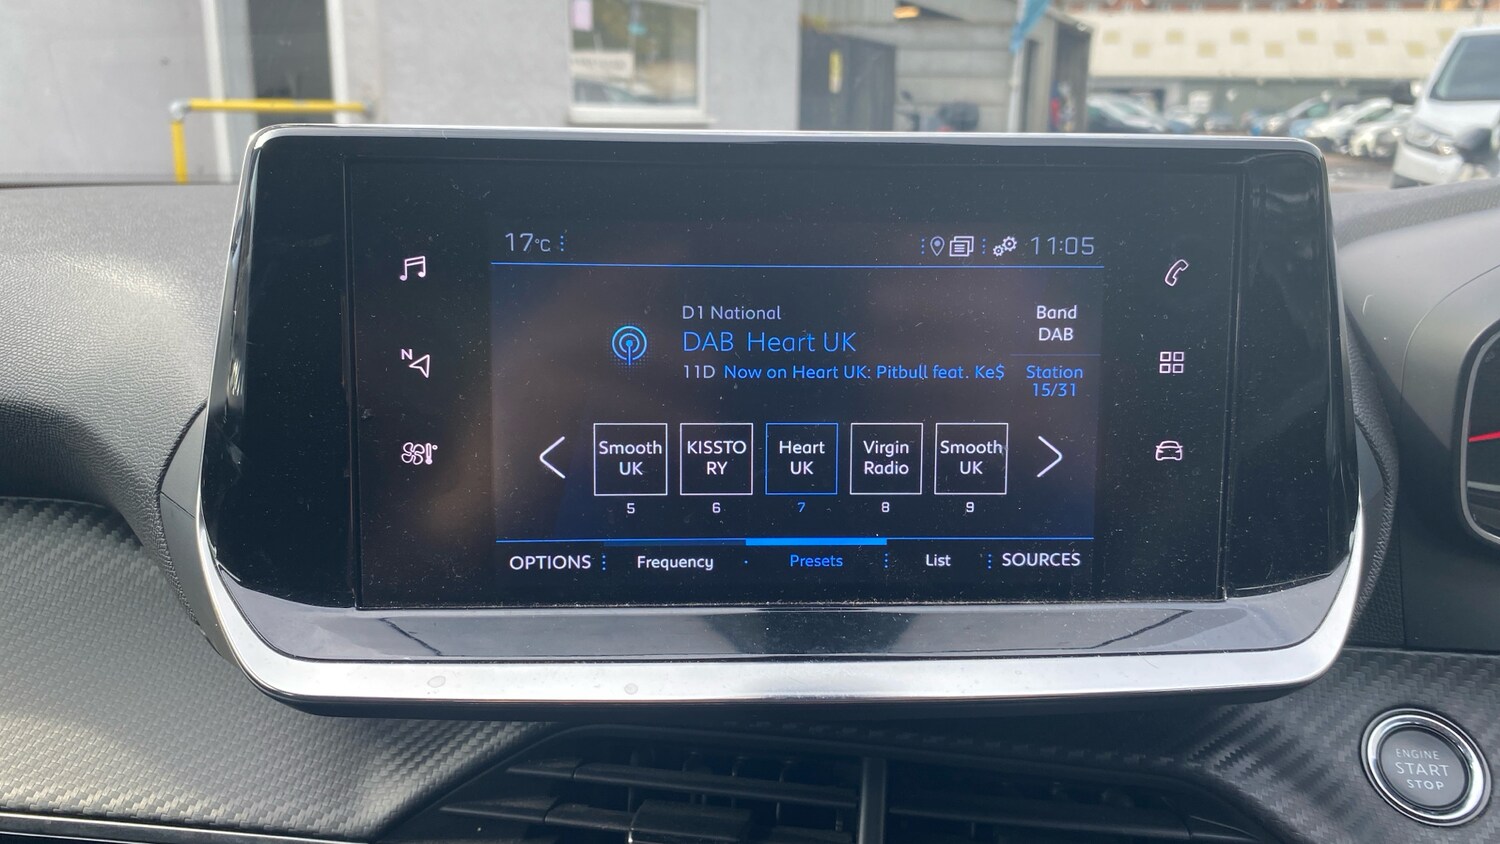 17°C
11:05
D1 National
DAB Heart UK
11D Now on Heart UK: Pitbull feat. Ke$
Band
DAB
Station
15/31
N
Smooth
UK
5
KISSTO
RY
6
Heart
UK
7
Virgin
Radio
8
Smooth
UK
9
OPTIONS
Frequency
Presets
List
SOURCES
ENGINE
START
STOP